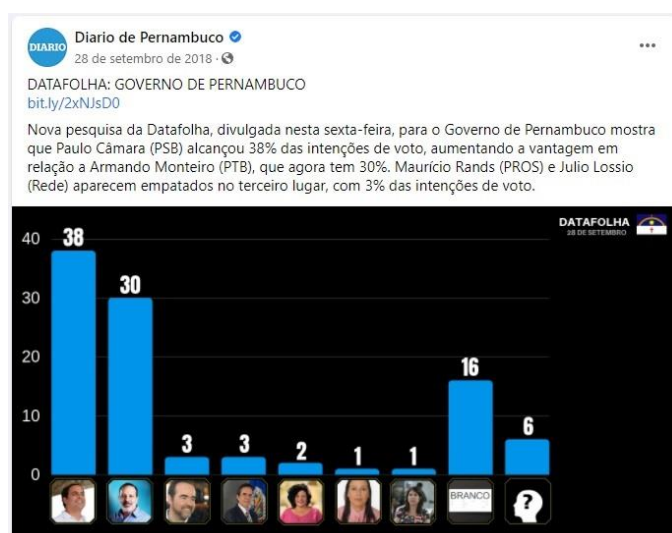 DIARIO
Diario de Pernambuco
28 de setembro de 2018 ·
DATAFOLHA: GOVERNO DE PERNAMBUCO
bit.ly/2xNJsD0
Nova pesquisa da Datafolha, divulgada nesta sexta-feira, para o Governo de Pernambuco mostra
que Paulo Câmara (PSB) alcançou 38% das intenções de voto, aumentando a vantagem em
relação a Armando Monteiro (PTB), que agora tem 30%. Maurício Rands (PROS) e Julio Lossio
(Rede) aparecem empatados no terceiro lugar, com 3% das intenções de voto.
DATAFOLHA
28 DE SETEMBRO
40
30
20
10
0
38
30
3
3
2
1
1
16
6
BRANCO
?